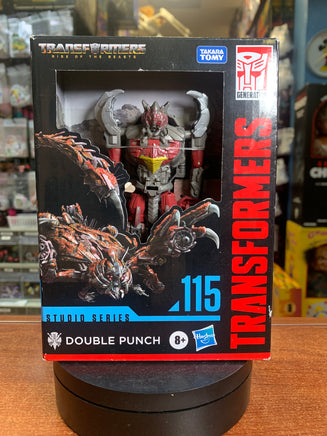 TRANSFORMERS
RISE OF THE BEASTS
TAKARA
TOMY
GENERATIONS
TRANSFORMERS
115
STUDIO SERIES
DOUBLE PUNCH
8+
Hasbro